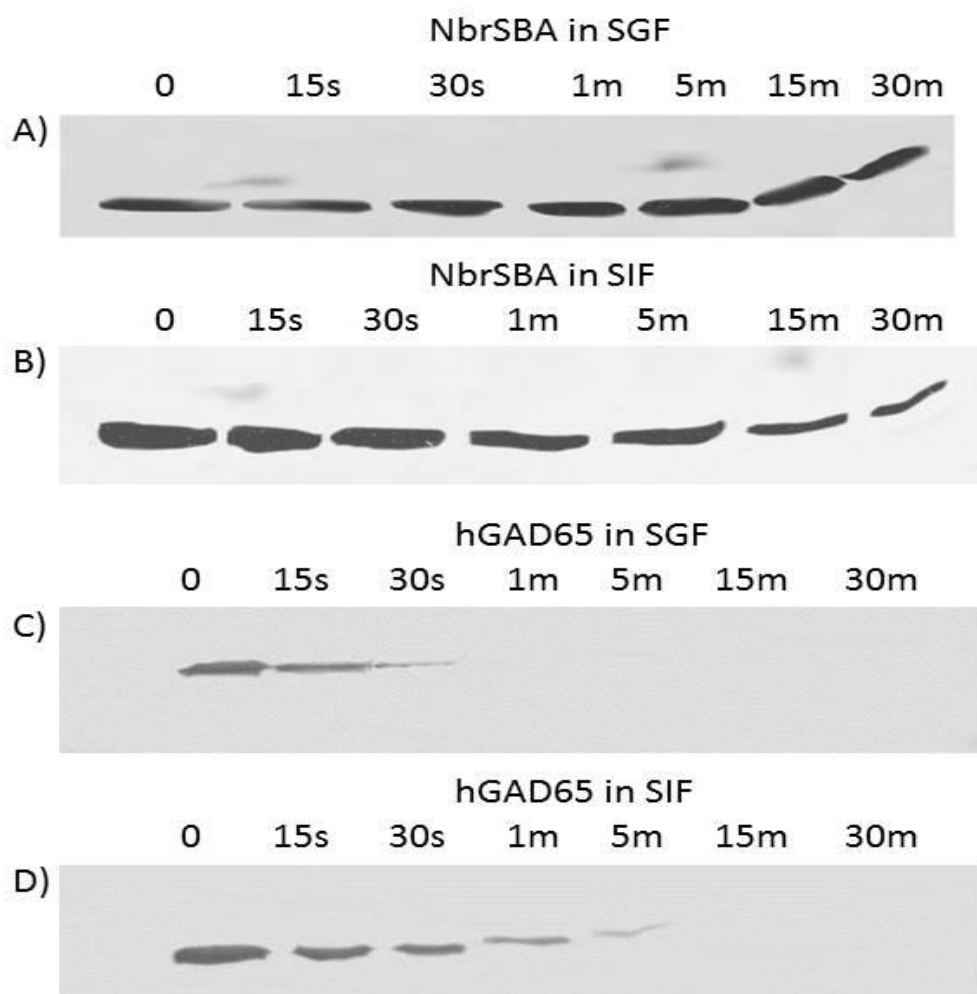 NbrSBA in SGF
0 15s 30s 1m 5m 15m 30m
A)
NbrSBA in SIF
0 15s 30s 1m 5m 15m 30m
B)
hGAD65 in SGF
0 15s 30s 1m 5m 15m 30m
C)
hGAD65 in SIF
0 15s 30s 1m 5m 15m 30m
D)